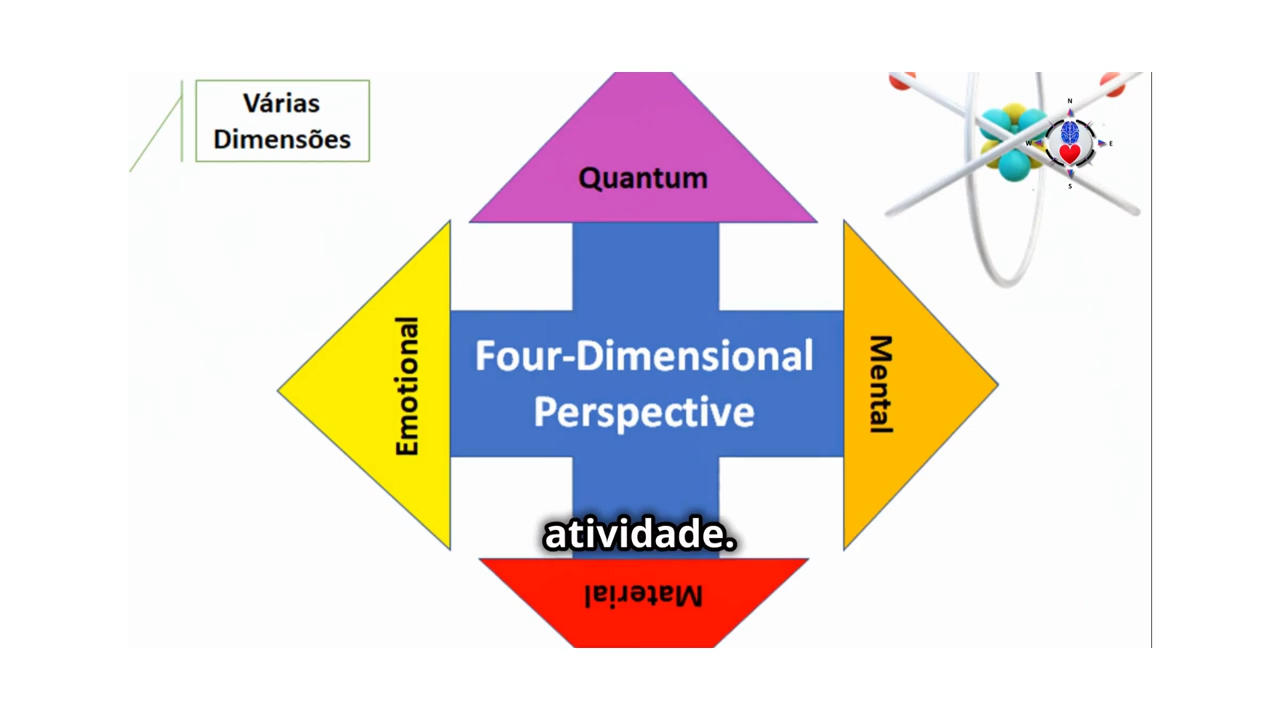 Várias
Dimensões
N
Quantum
W
E
S
Emotional
Four-Dimensional
Perspective
Mental
atividade.
Material